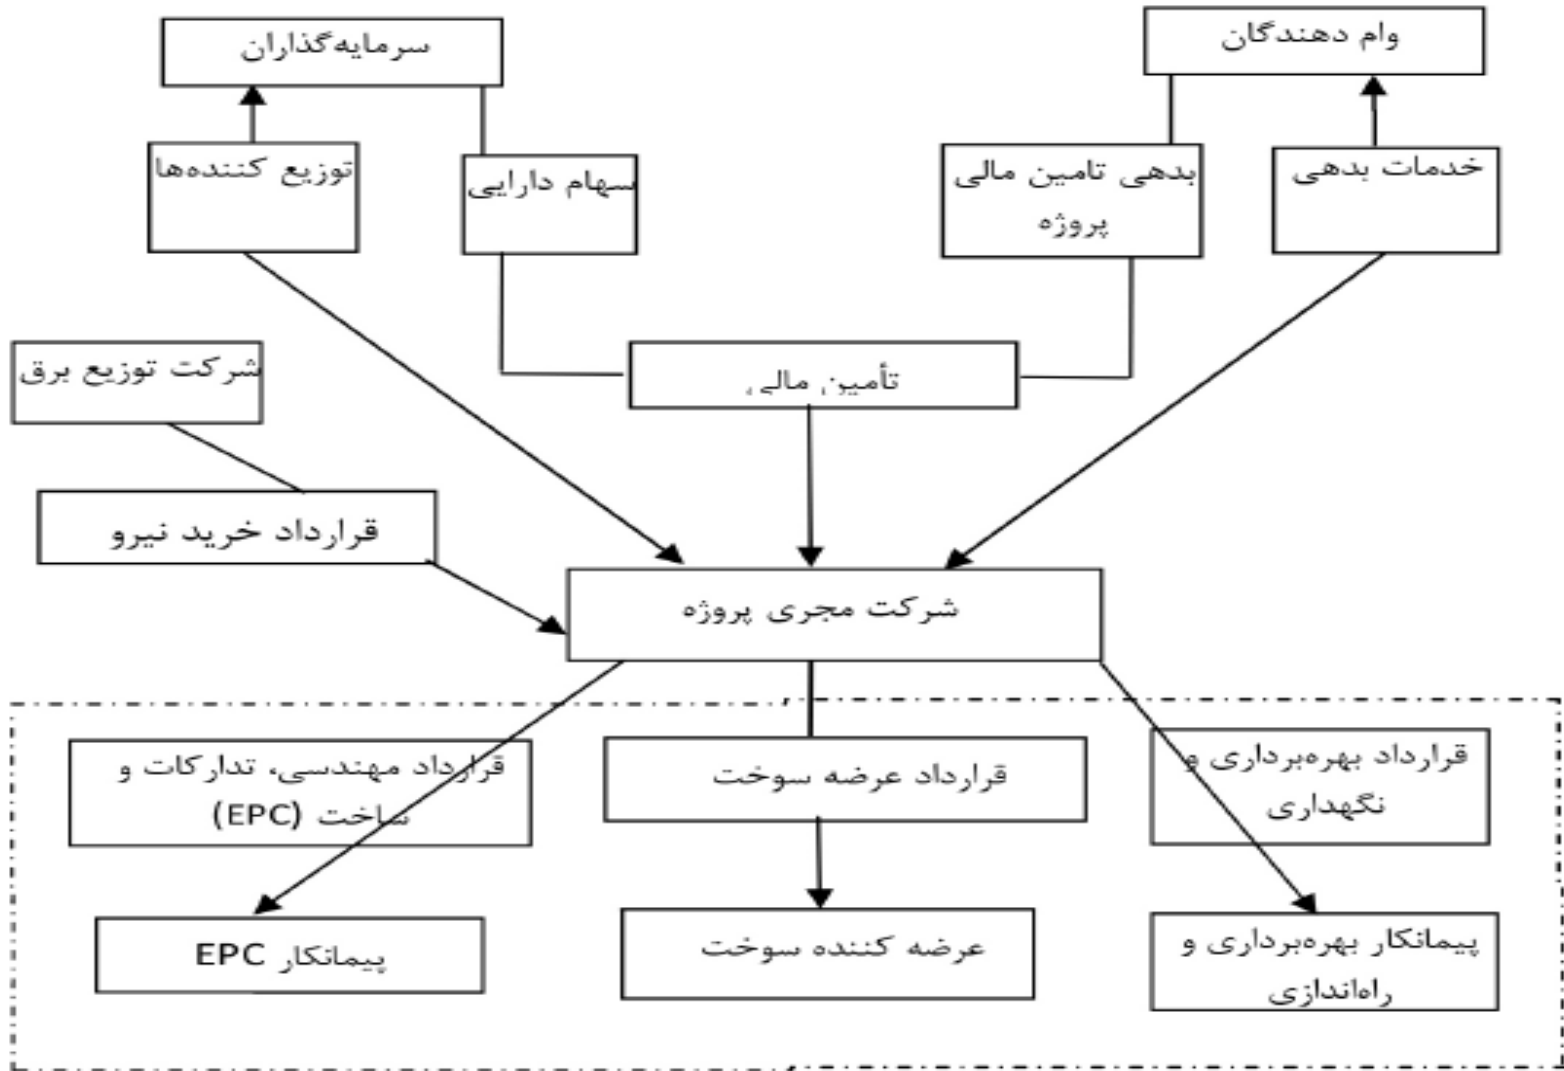 وام دهندگان
سرمایه‌گذاران
خدمات بدهی
بدهی تامین مالی
پروژه
سهام دارایی
توزیع کننده‌ها
شرکت توزیع برق
تأمین مالی
قرارداد خرید نیرو
شرکت مجری پروژه
قرارداد بهره‌برداری و
نگهداری
قرارداد عرضه سوخت
قرارداد مهندسی، تدارکات و
ساخت (EPC)
پیمانکار بهره‌برداری و
راه‌اندازی
عرضه کننده سوخت
پیمانکار EPC